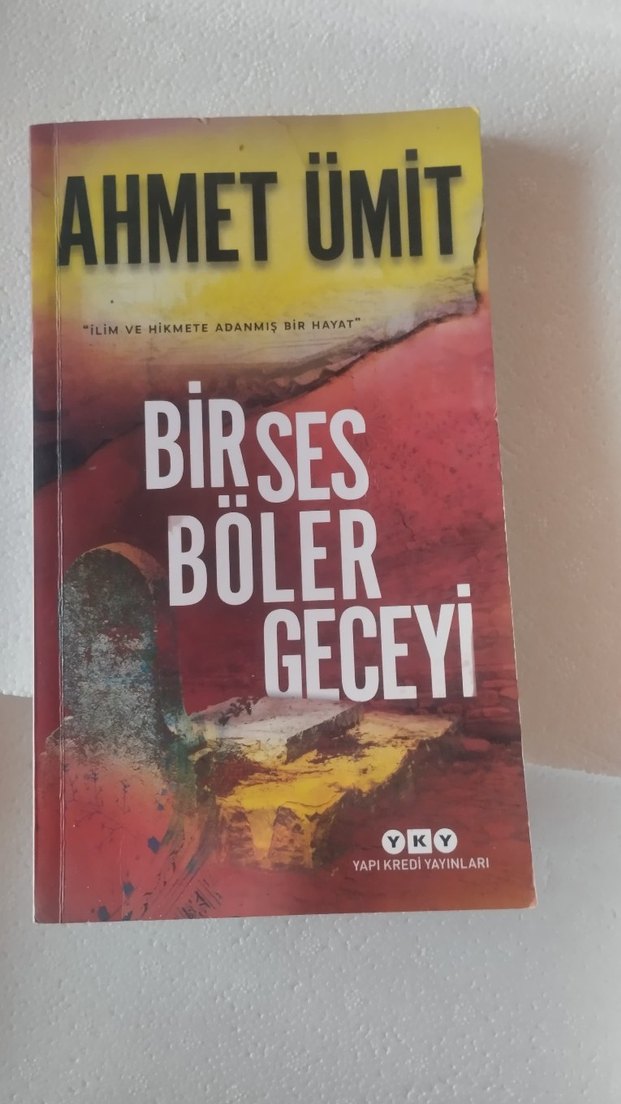 AHMET ÜMİT
"İLİM VE HİKMETE ADANMIŞ BİR HAYAT"
BİR SES
BÖLER
GECEYİ
YKY
YAPI KREDİ YAYINLARI